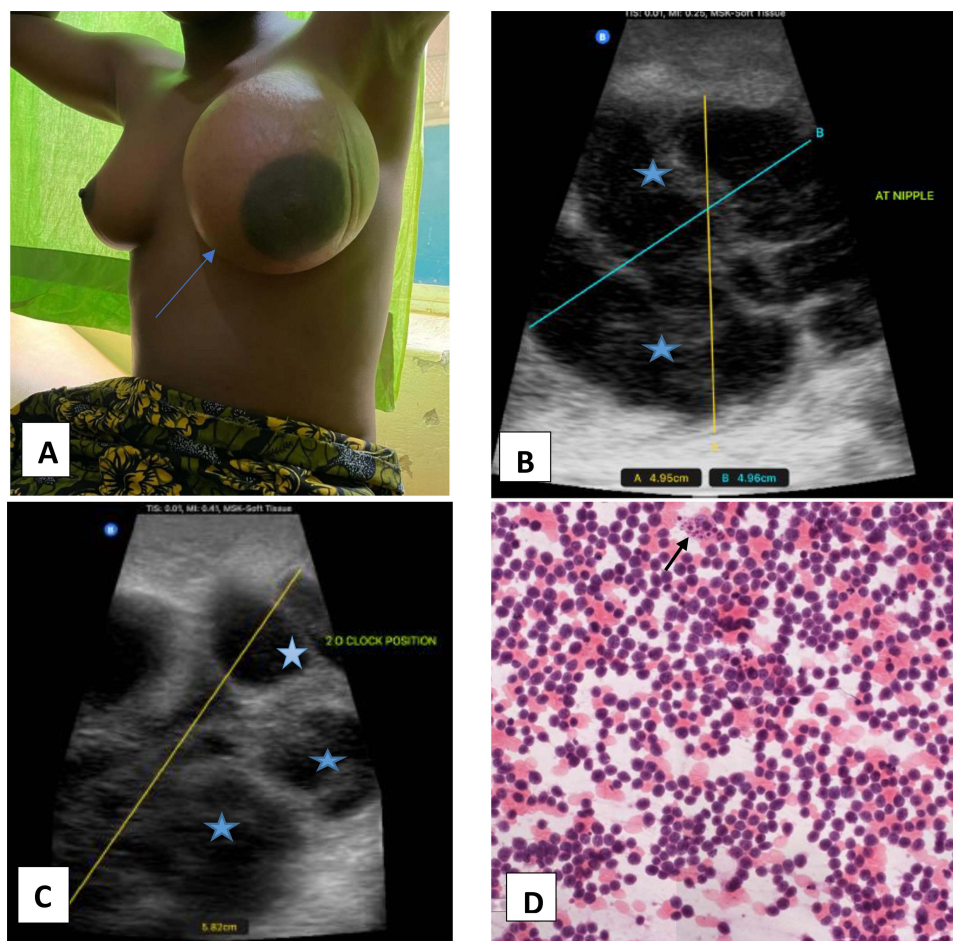 A
TIS: 0.01, MI: 0.25, MSK-Soft Tissue
B
B
AT NIPPLE
A 4.95cm B 4.96cm
B
TIS: 0.01, MI: 0.41, MSK-Soft Tissue
B
2 O CLOCK POSITION
5.82cm
C
D